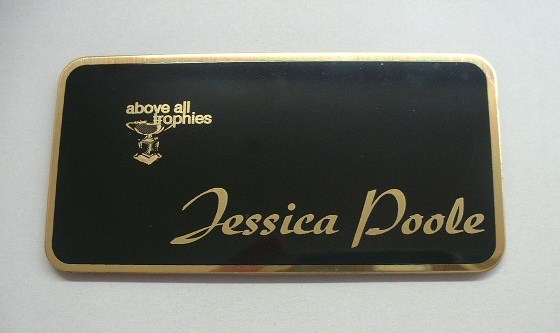 above all
trophies
Jessica Poole